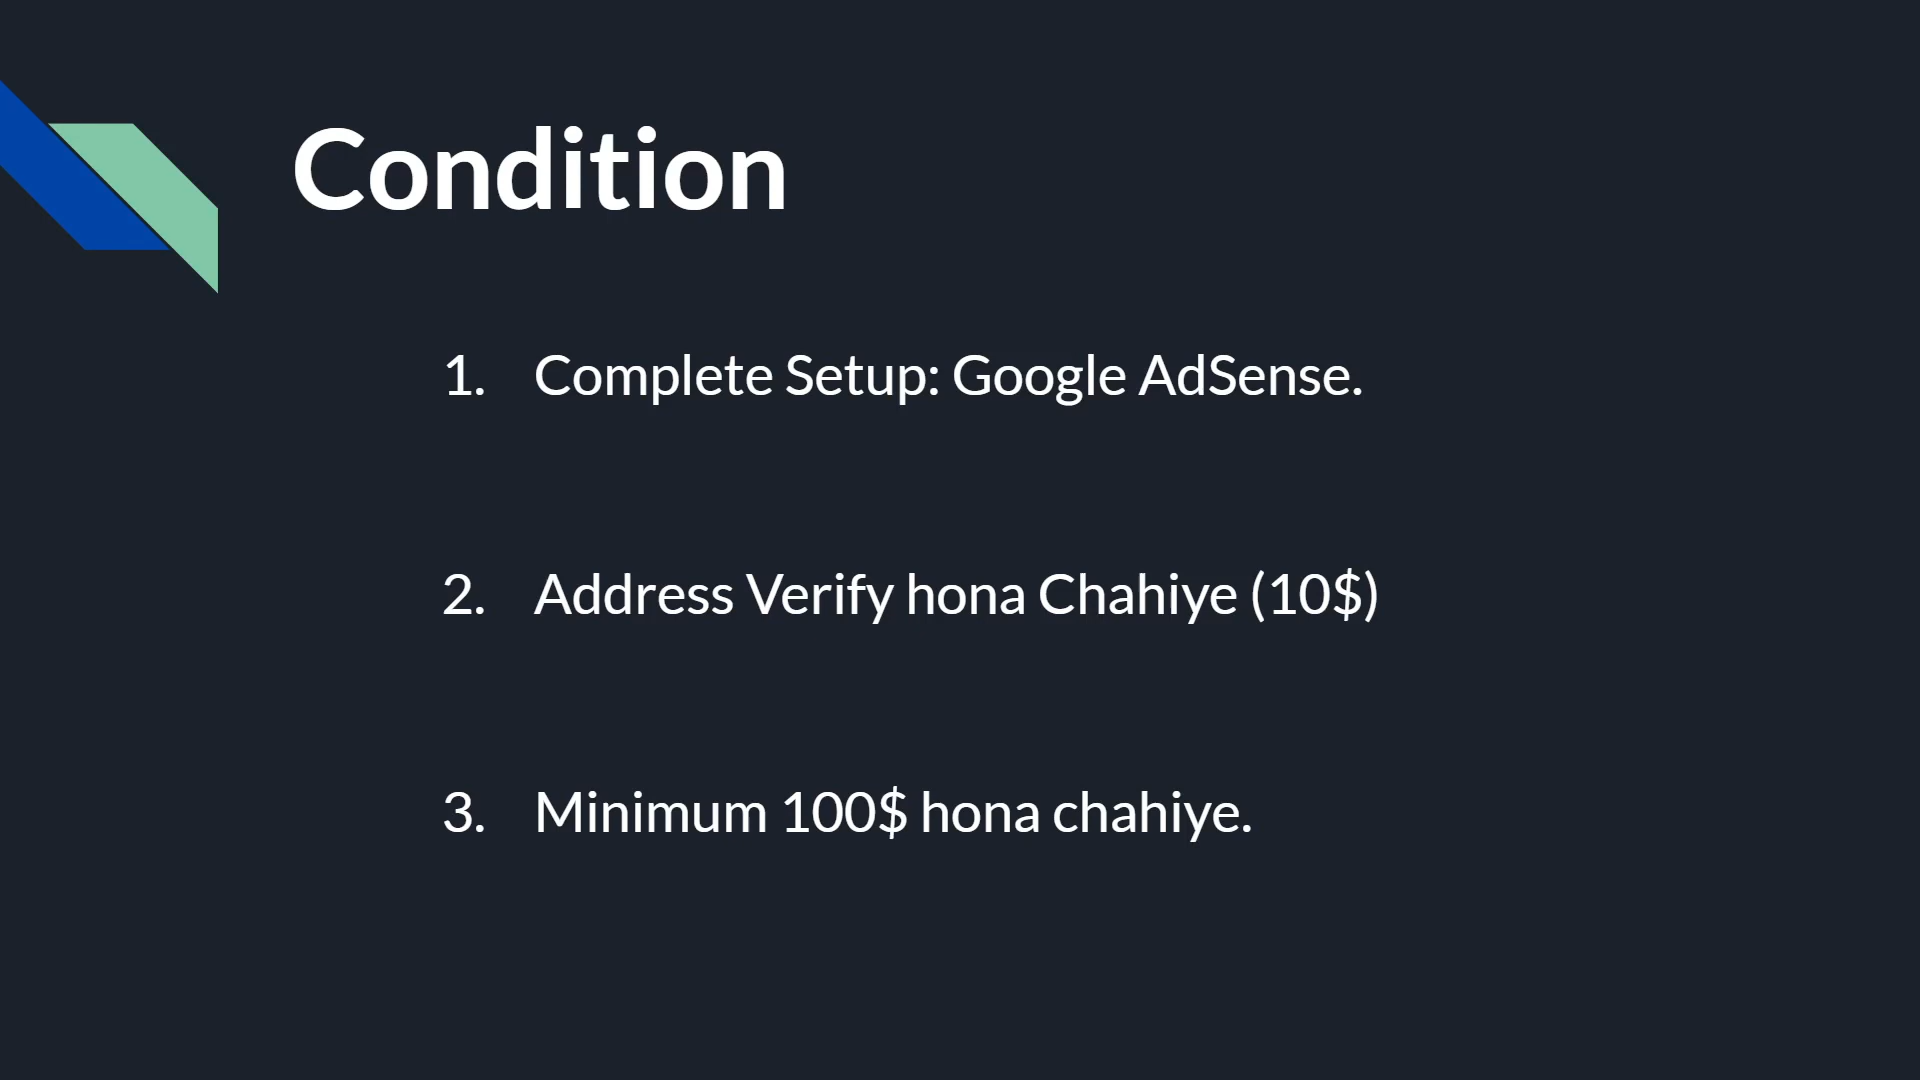 Condition
1. Complete Setup: Google AdSense.
2. Address Verify hona Chahiye (10$)
3. Minimum 100$ hona chahiye.